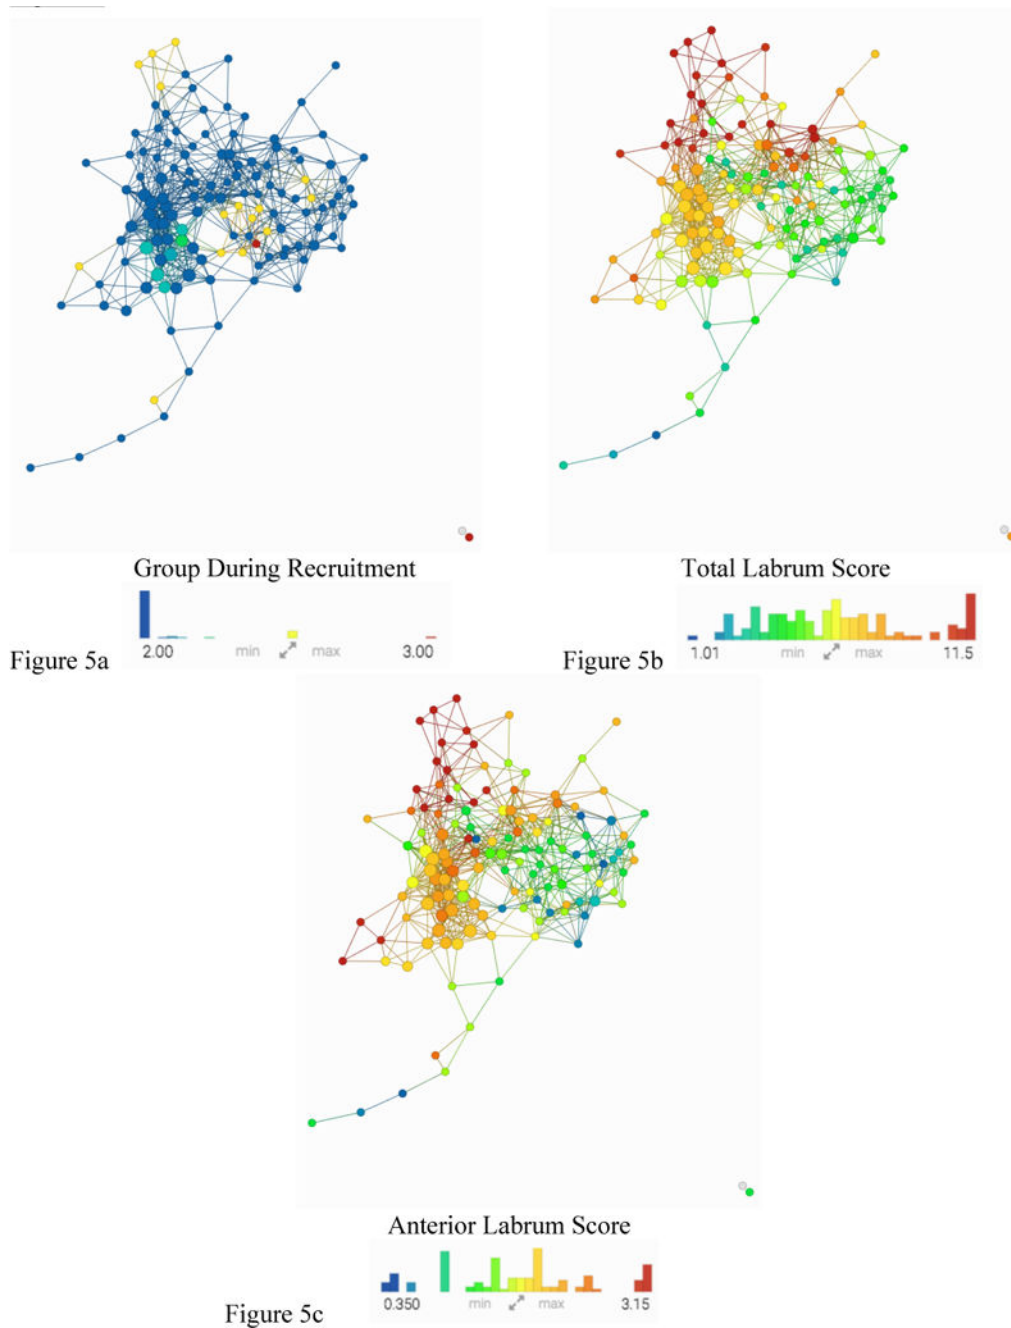 Group During Recruitment
2.00 min max 3.00
Figure 5a
Total Labrum Score
1.01 min max 11.5
Figure 5b
Anterior Labrum Score
0.350 min max 3.15
Figure 5c